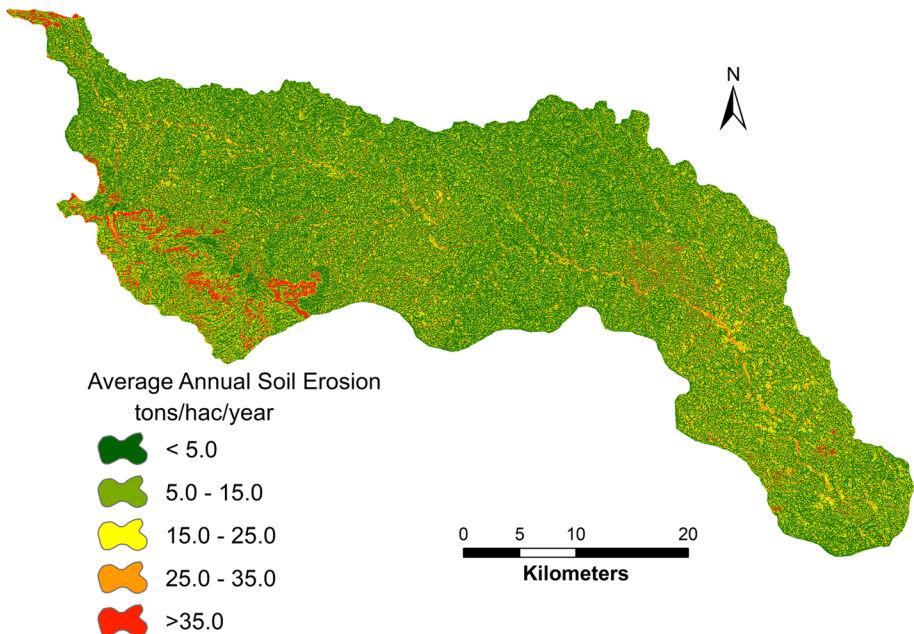 N
Average Annual Soil Erosion
tons/hac/year
< 5.0
5.0 - 15.0
15.0 - 25.0
25.0 - 35.0
>35.0
0 5 10 20
Kilometers